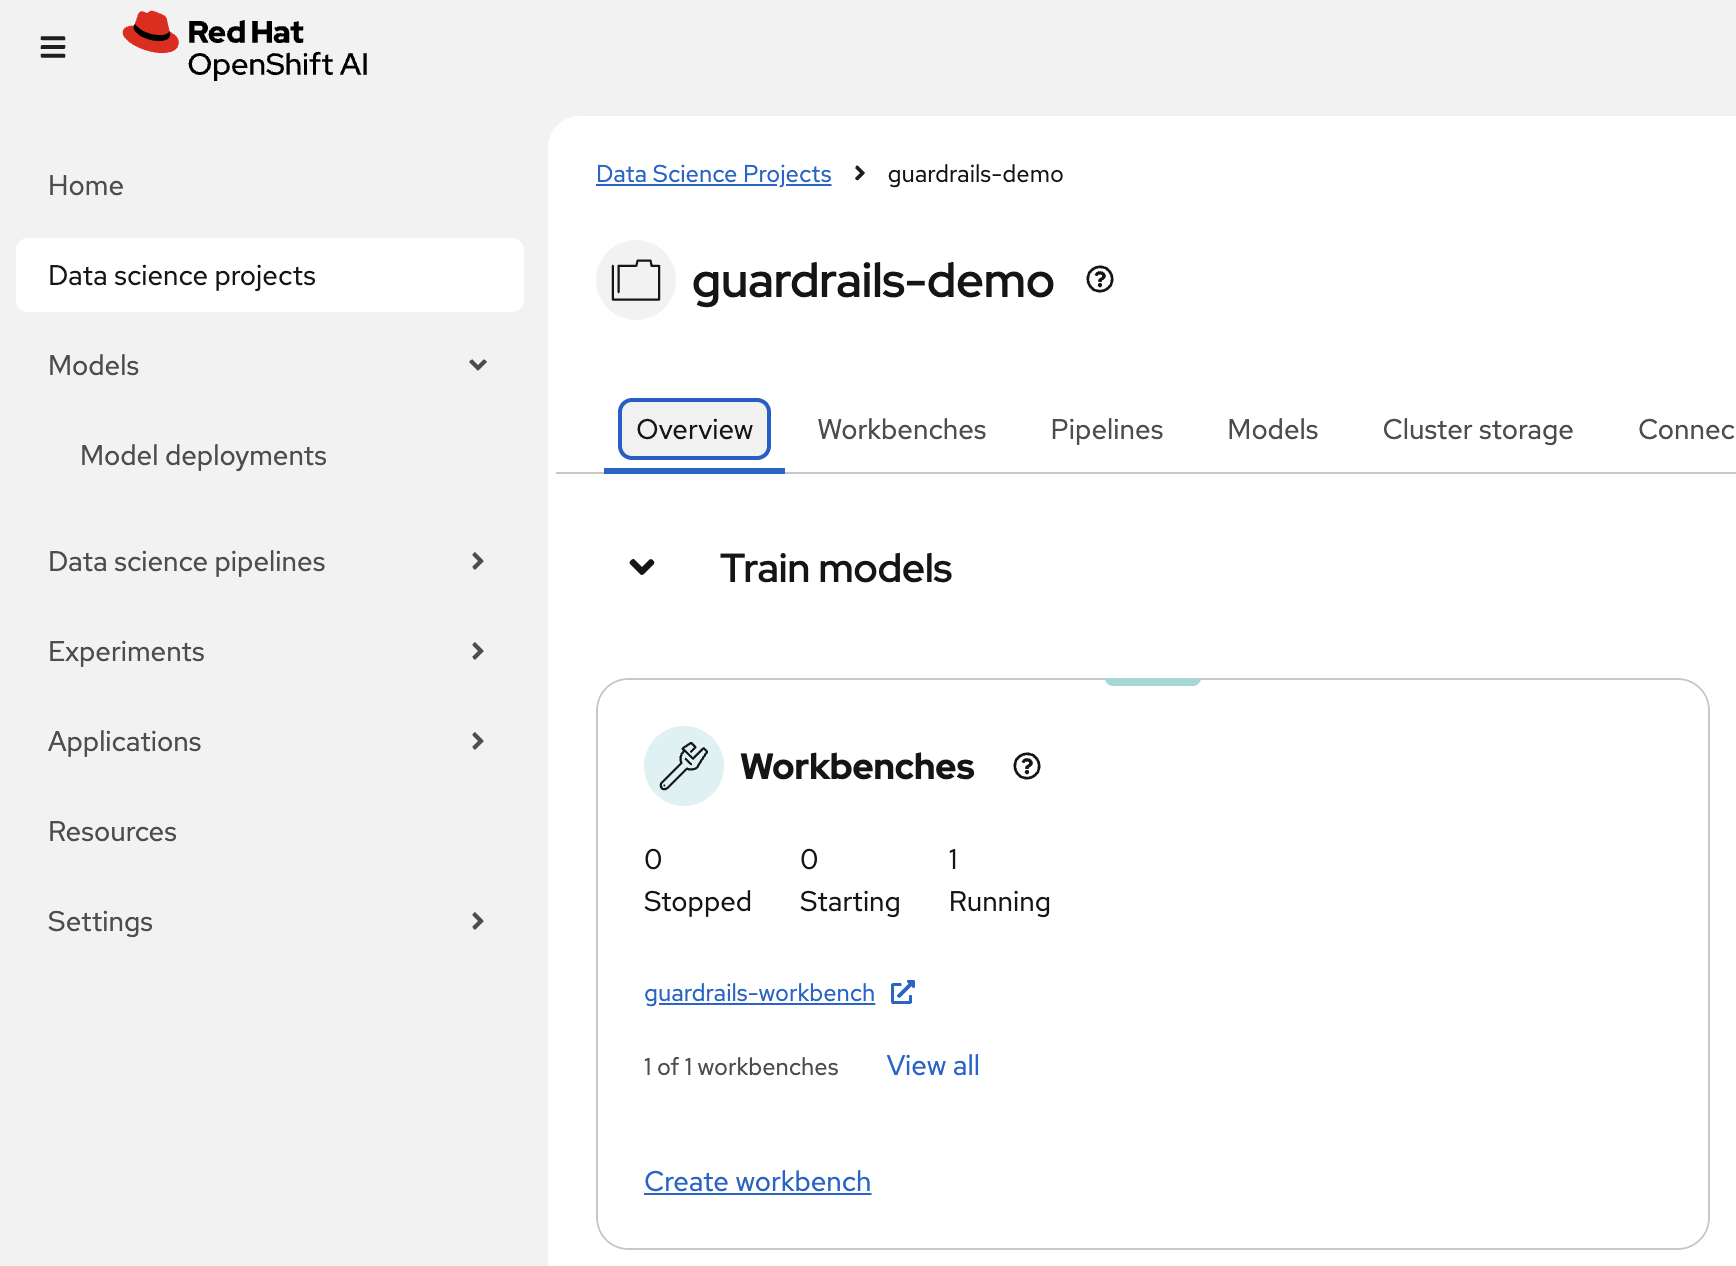 Red Hat
OpenShift AI
Home
Data science projects
Models
Model deployments
Data science pipelines
Experiments
Applications
Resources
Settings
Data Science Projects > guardrails-demo
guardrails-demo
Overview Workbenches Pipelines Models Cluster storage Connec
Train models
Workbenches
0 0 1
Stopped Starting Running
guardrails-workbench
1 of 1 workbenches View all
Create workbench